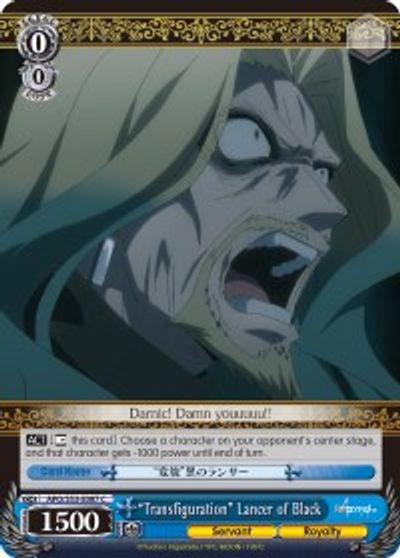 0
0
Darnic! Damn youuuuu!!
ACT this card] Choose a character on your opponent's center stage,
and that character gets -1000 power until end of turn.
Card Name "竜旋"黒のランサー
1500
"Transfiguration" Lancer of Black
Servant Royalty